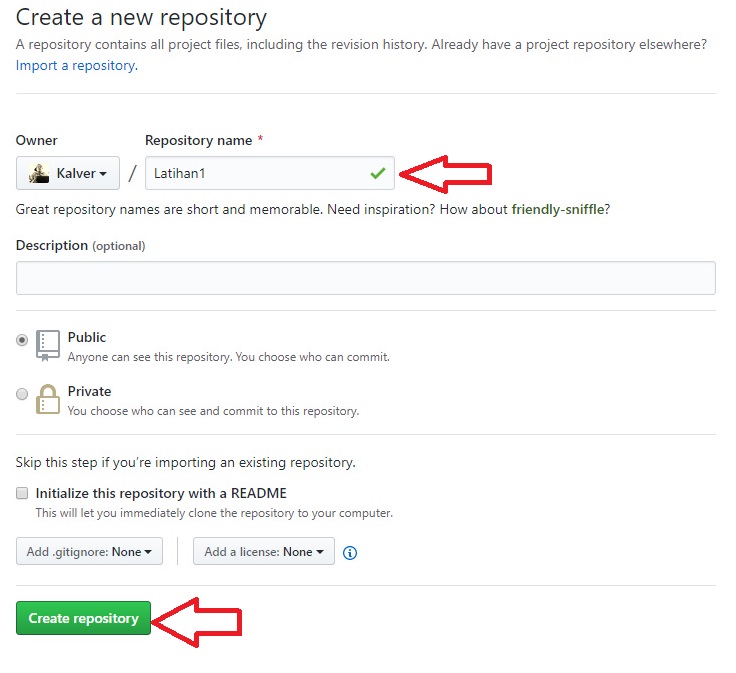 Create a new repository
A repository contains all project files, including the revision history. Already have a project repository elsewhere?
Import a repository.
Owner
Repository name *
Kalver
/
Latihan1
Great repository names are short and memorable. Need inspiration? How about friendly-sniffle?
Description (optional)
Public
Anyone can see this repository. You choose who can commit.
Private
You choose who can see and commit to this repository.
Skip this step if you're importing an existing repository.
Initialize this repository with a README
This will let you immediately clone the repository to your computer.
Add .gitignore: None
Add a license: None
Create repository